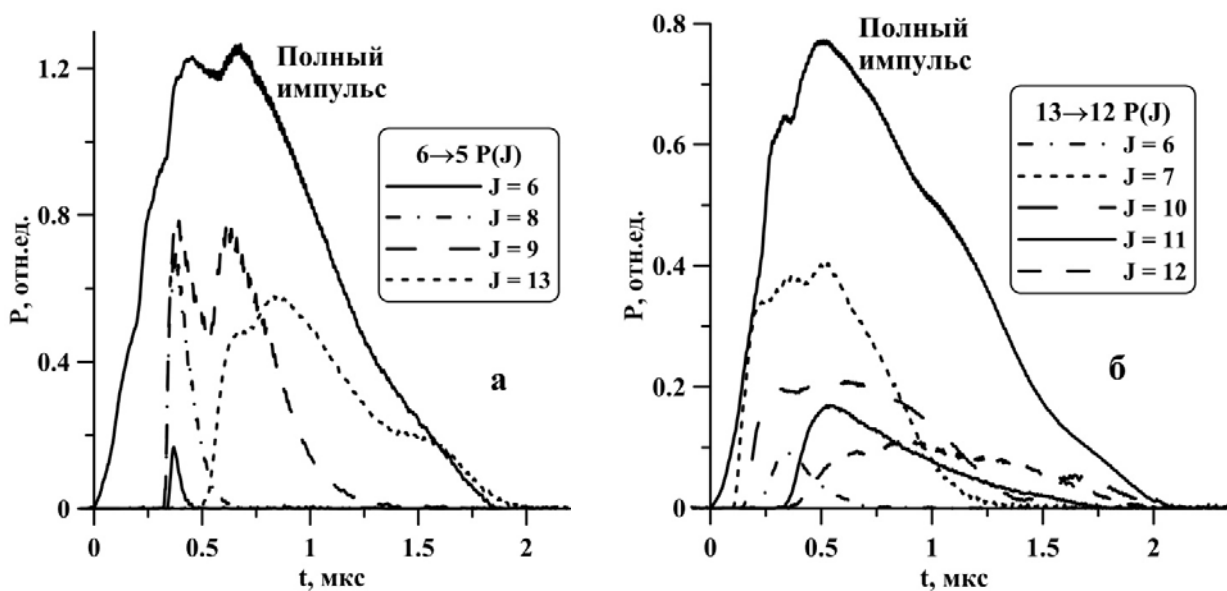 1.2
0.8
0.4
0
P, отн.ед.
Полный
импульс
6→5 P(J)
J = 6
J = 8
J = 9
J = 13
а
0
0.5
1
1.5
2
t, мкс
0.8
0.6
0.4
0.2
0
P, отн.ед.
Полный
импульс
13→12 P(J)
J = 6
J = 7
J = 10
J = 11
J = 12
б
0
0.5
1
1.5
2
t, мкс